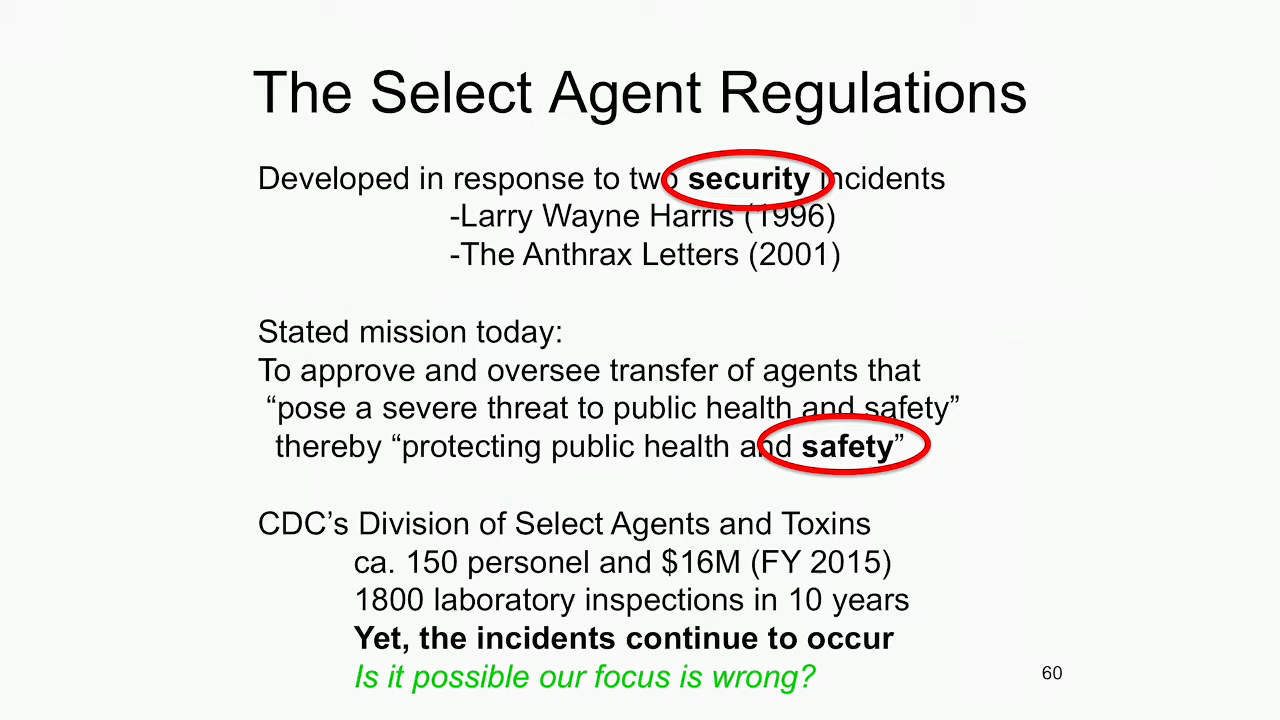 The Select Agent Regulations
Developed in response to two security incidents
-Larry Wayne Harris (1996)
-The Anthrax Letters (2001)
Stated mission today:
To approve and oversee transfer of agents that
“pose a severe threat to public health and safety”
thereby “protecting public health and safety”
CDC’s Division of Select Agents and Toxins
ca. 150 personel and $16M (FY 2015)
1800 laboratory inspections in 10 years
Yet, the incidents continue to occur
Is it possible our focus is wrong?
60